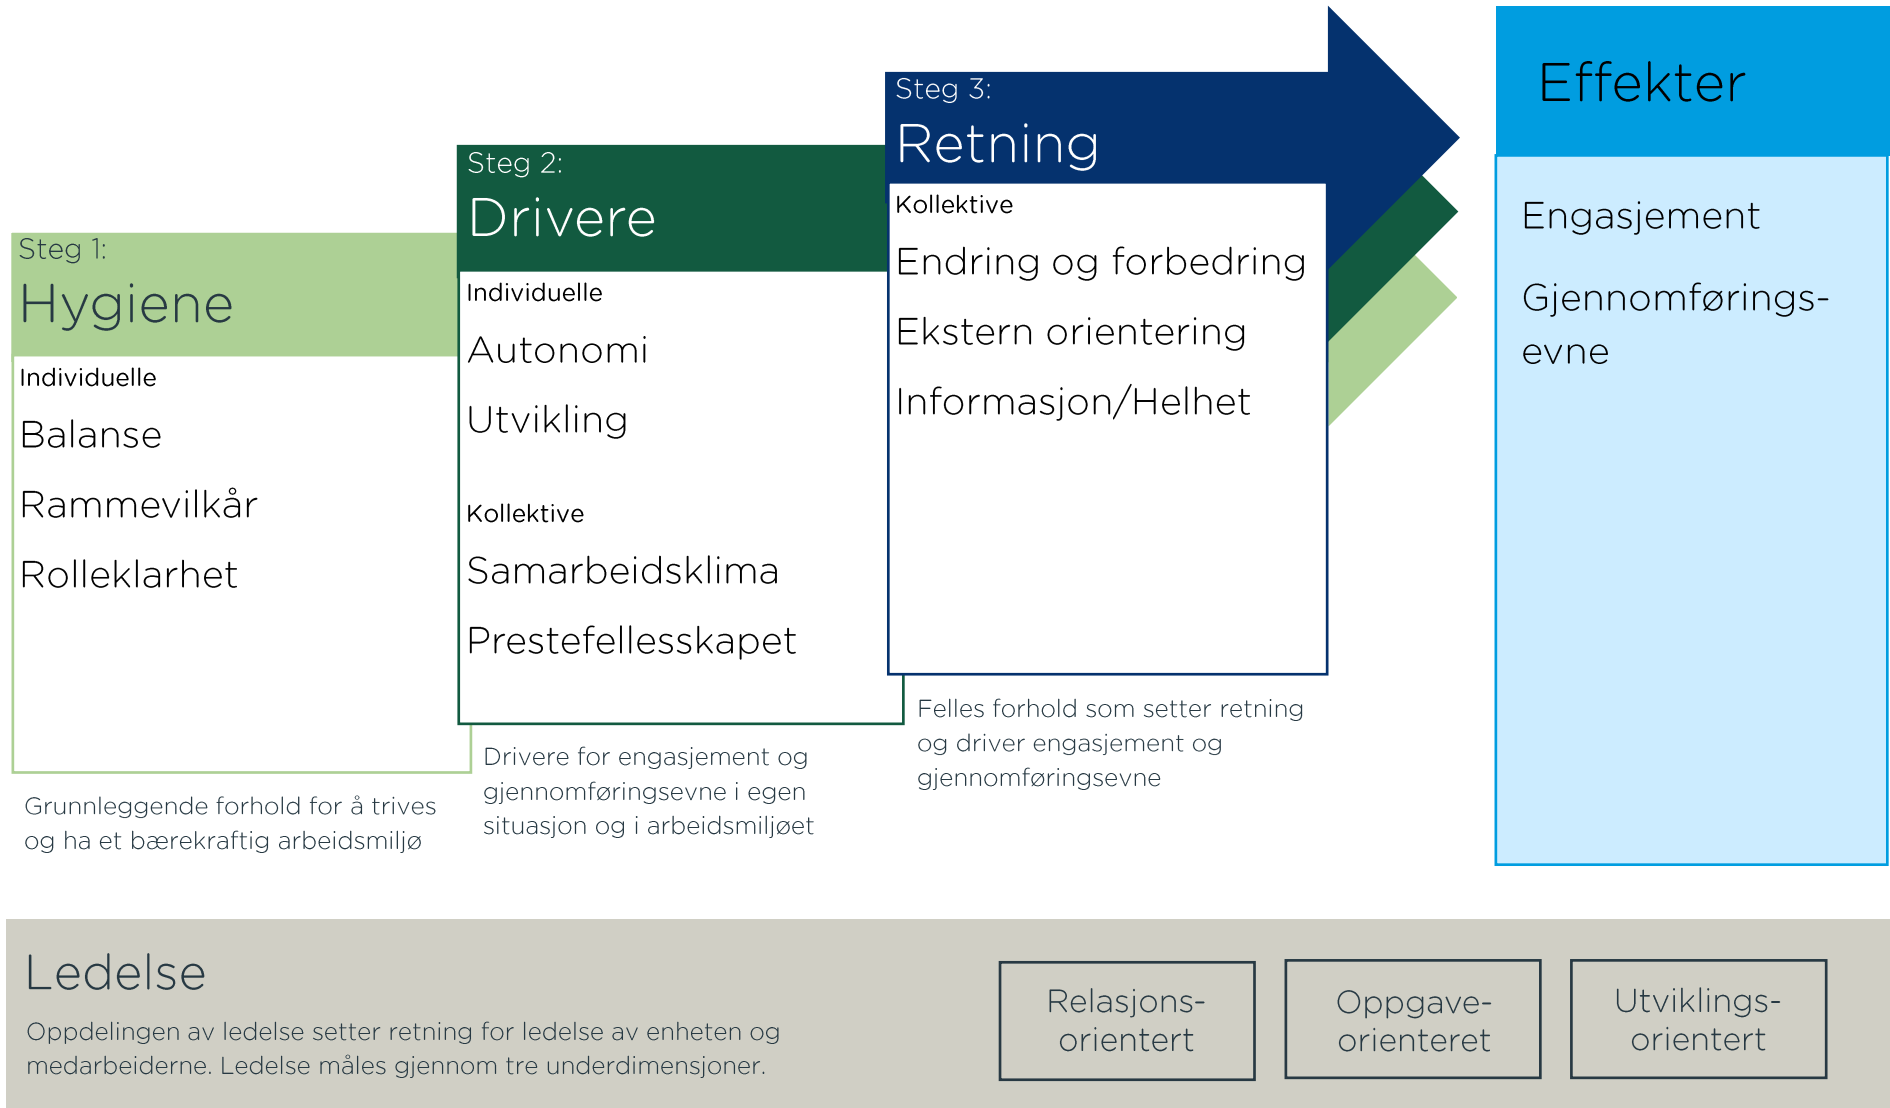 Steg 1:
Hygiene
Individuelle
Balanse
Rammevilkår
Rolleklarhet
Grunnleggende forhold for å trives
og ha et bærekraftig arbeidsmiljø
Steg 2:
Drivere
Individuelle
Autonomi
Utvikling
Kollektive
Samarbeidsklima
Prestefellesskapet
Drivere for engasjement og
gjennomføringsevne i egen
situasjon og i arbeidsmiljøet
Steg 3:
Retning
Kollektive
Endring og forbedring
Ekstern orientering
Informasjon/Helhet
Felles forhold som setter retning
og driver engasjement og
gjennomføringsevne
Effekter
Engasjement
Gjennomførings-
evne
Ledelse
Oppdelingen av ledelse setter retning for ledelse av enheten og
medarbeiderne. Ledelse måles gjennom tre underdimensjoner.
Relasjons-
orientert
Oppgave-
orienteret
Utviklings-
orientert